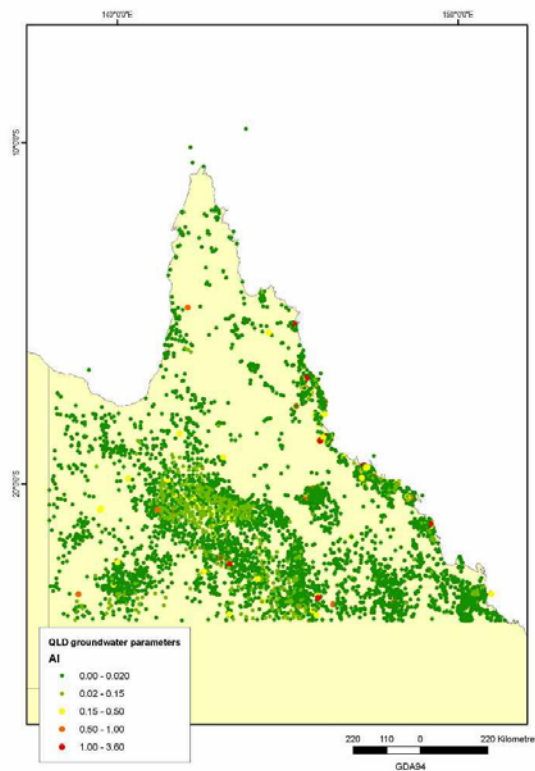 140°0'0"E 150°0'0"E
10°0'0"S
20°0'0"S
QLD groundwater parameters
Al
0.00 - 0.020
0.02 - 0.15
0.15 - 0.50
0.50 - 1.00
1.00 - 3.60
220 110 0 220 Kilometre
GDA94